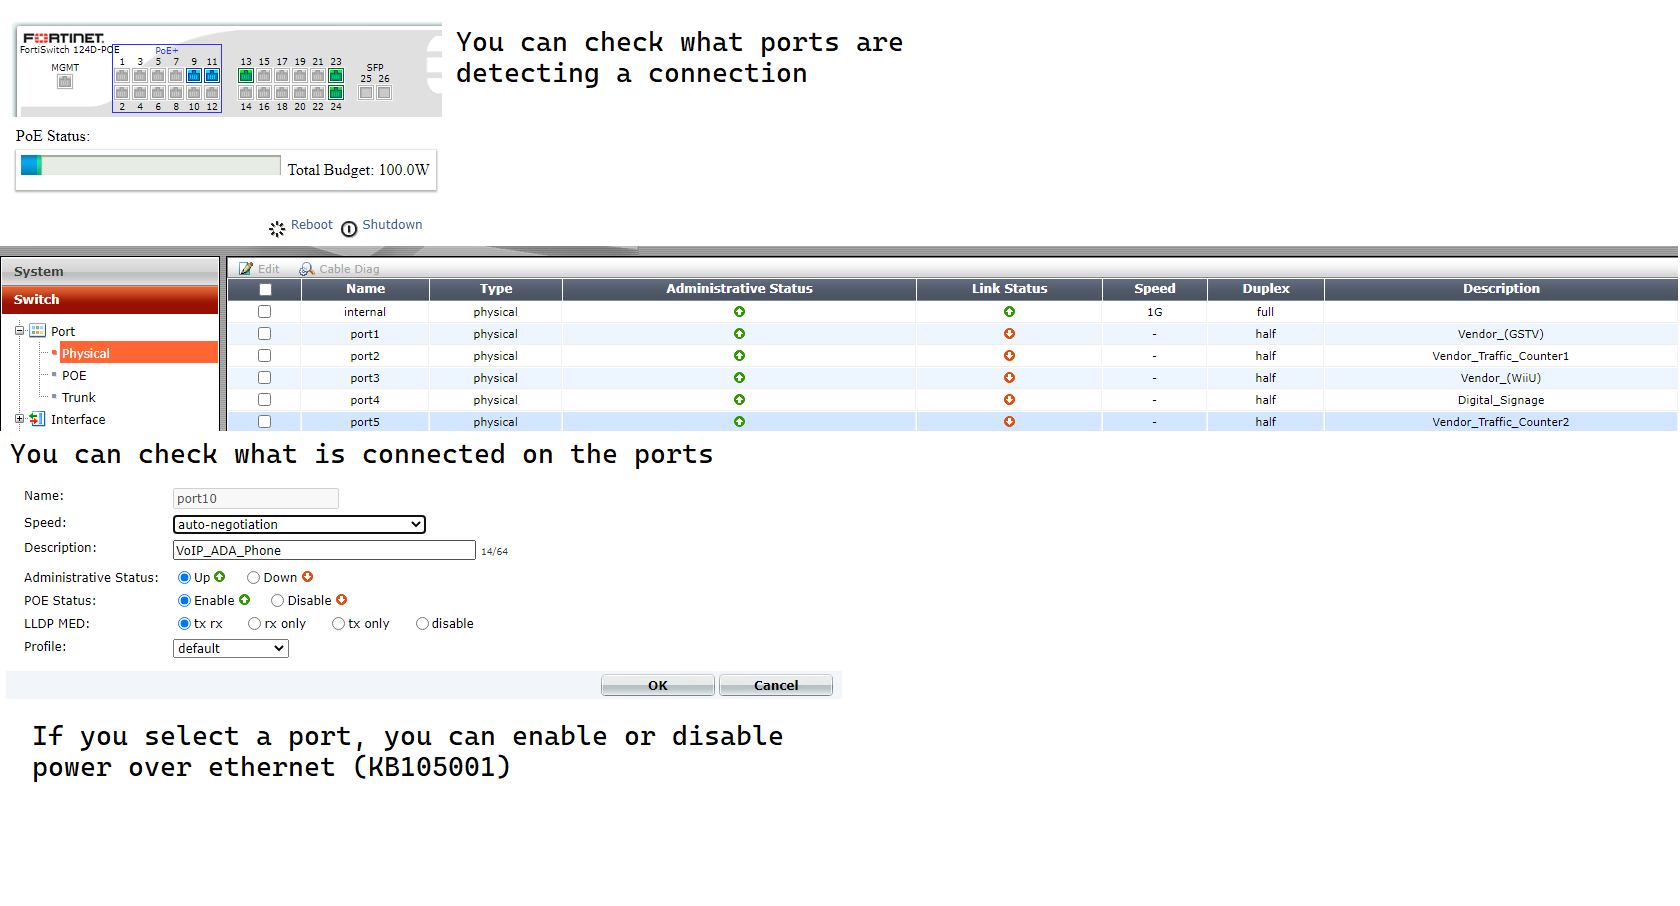 FORTINET
You can check what ports are
detecting a connection
FortiSwitch 124D-POE
PoE+
MGMT
1 3 5 7 9 11 13 15 17 19 21 23 SFP
25 26
2 4 6 8 10 12 14 16 18 20 22 24
PoE Status:
Total Budget: 100.0W
Reboot Shutdown
System
Switch
Port
Physical
POE
Trunk
Interface
Edit Cable Diag
Name Type Administrative Status Link Status Speed Duplex Description
internal physical 1G full
port1 physical - half Vendor_(GSTV)
port2 physical - half Vendor_Traffic_Counter1
port3 physical - half Vendor_(WiiU)
port4 physical - half Digital_Signage
port5 physical - half Vendor_Traffic_Counter2
You can check what is connected on the ports
Name: port10
Speed: auto-negotiation
Description: VoIP_ADA_Phone 14/64
Administrative Status: Up Down
POE Status: Enable Disable
LLDP MED: tx rx rx only tx only disable
Profile: default
OK Cancel
If you select a port, you can enable or disable
power over ethernet (KB105001)